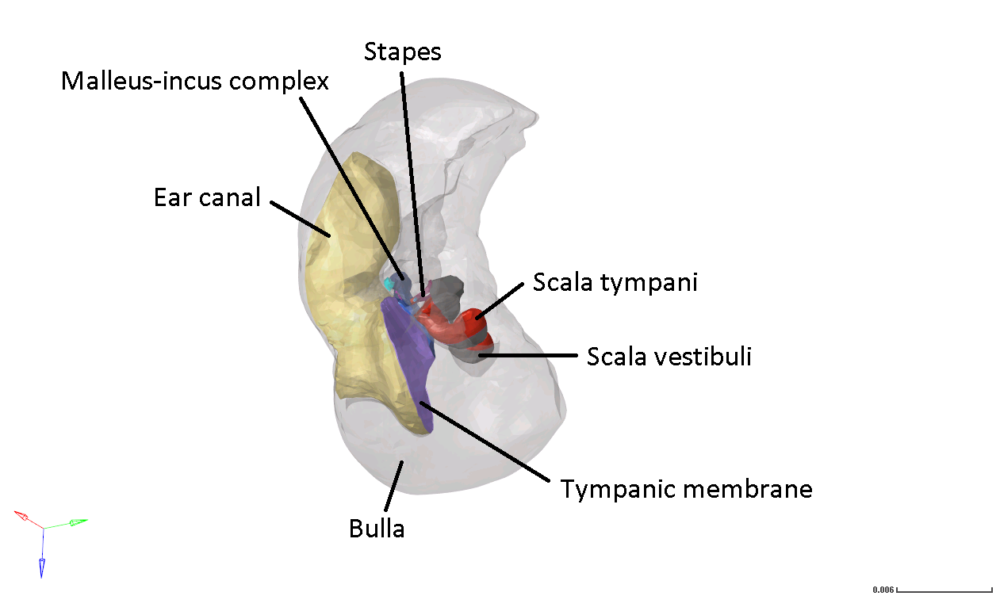 Stapes
Malleus-incus complex
Ear canal
Scala tympani
Scala vestibuli
Tympanic membrane
Bulla
0.006